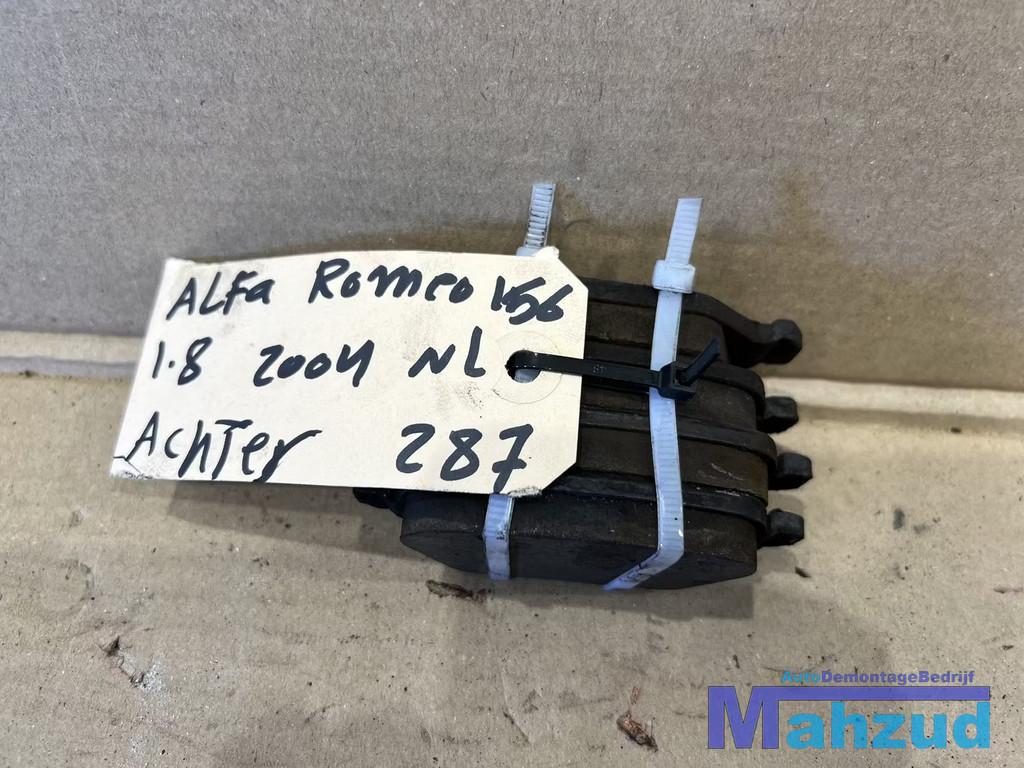 ALFa Romeo 156
1.8 2004 NL
Achter 287
AutoDemontageBedrijf
Mahzud